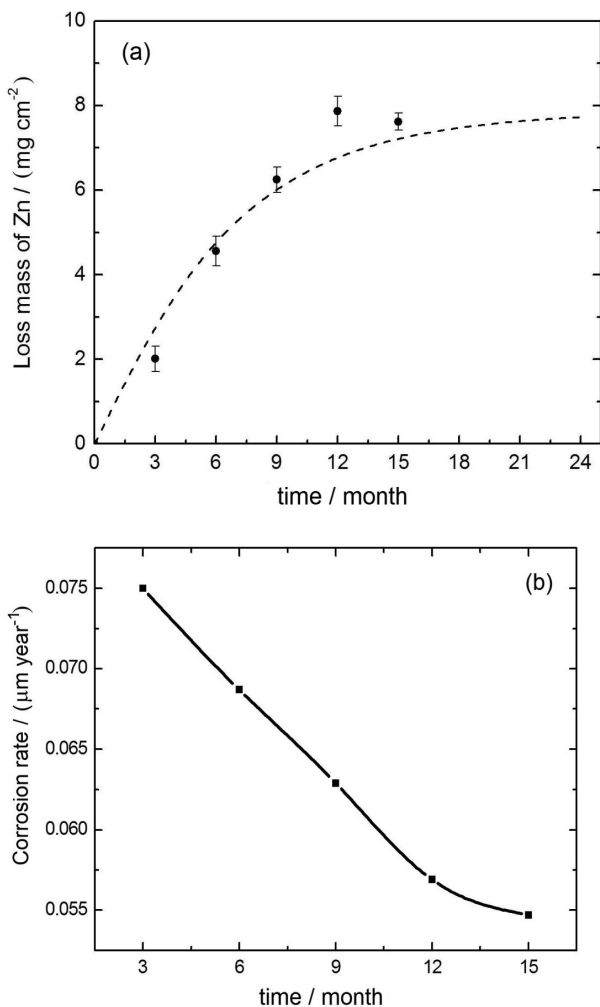 (a)
Loss mass of Zn / (mg cm⁻²)
10
8
6
4
2
0
0 3 6 9 12 15 18 21 24
time / month
(b)
Corrosion rate / (µm year⁻¹)
0.075
0.070
0.065
0.060
0.055
3 6 9 12 15
time / month